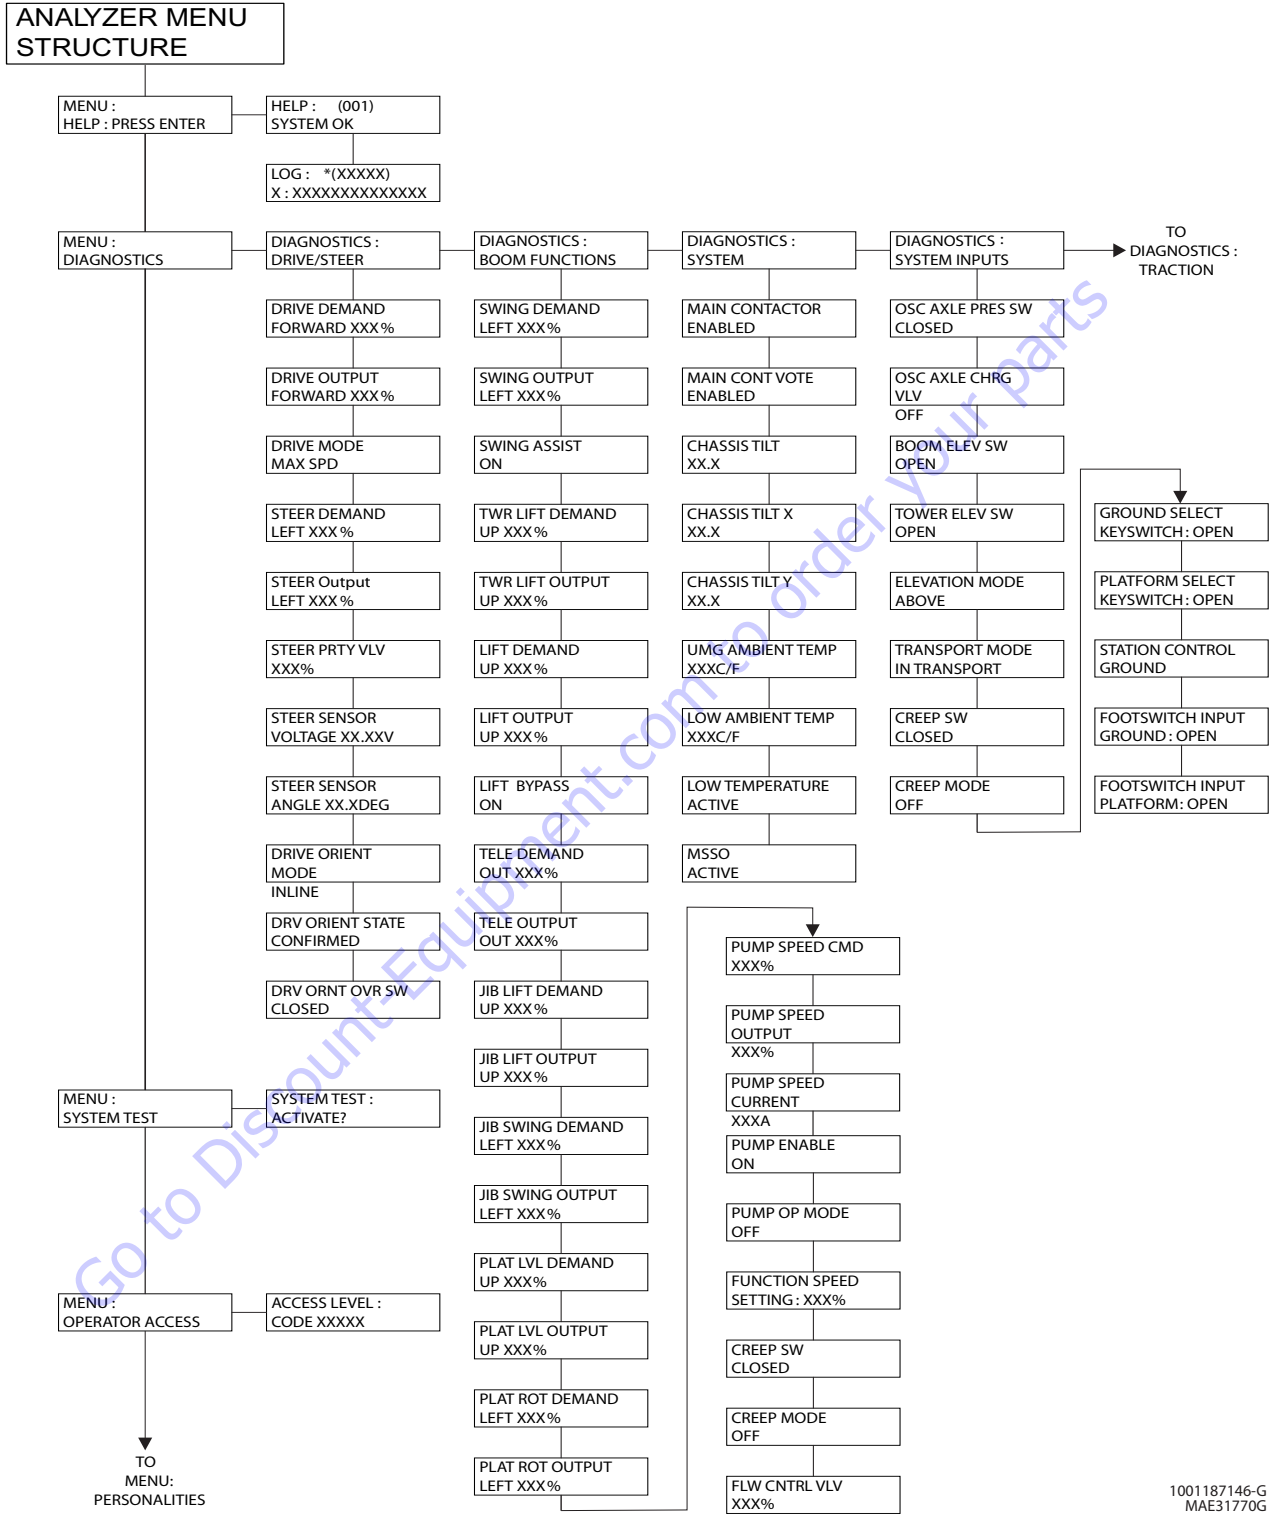 ANALYZER MENU
STRUCTURE
MENU :
HELP : PRESS ENTER
HELP : (001)
SYSTEM OK
LOG : *(XXXXX)
X : XXXXXXXXXXXXXX
MENU :
DIAGNOSTICS
DIAGNOSTICS :
DRIVE/STEER
DRIVE DEMAND
FORWARD XXX%
DRIVE OUTPUT
FORWARD XXX%
DRIVE MODE
MAX SPD
STEER DEMAND
LEFT XXX%
STEER Output
LEFT XXX%
STEER PRTY VLV
XXX%
STEER SENSOR
VOLTAGE XX.XXV
STEER SENSOR
ANGLE XX.XDEG
DRIVE ORIENT
MODE
INLINE
DRV ORIENT STATE
CONFIRMED
DRV ORNT OVR SW
CLOSED
DIAGNOSTICS :
BOOM FUNCTIONS
SWING DEMAND
LEFT XXX%
SWING OUTPUT
LEFT XXX%
SWING ASSIST
ON
TWR LIFT DEMAND
UP XXX%
TWR LIFT OUTPUT
UP XXX%
LIFT DEMAND
UP XXX%
LIFT OUTPUT
UP XXX%
LIFT BYPASS
ON
TELE DEMAND
OUT XXX%
TELE OUTPUT
OUT XXX%
JIB LIFT DEMAND
UP XXX%
JIB LIFT OUTPUT
UP XXX%
JIB SWING DEMAND
LEFT XXX%
JIB SWING OUTPUT
LEFT XXX%
PLAT LVL DEMAND
UP XXX%
PLAT LVL OUTPUT
UP XXX%
PLAT ROT DEMAND
LEFT XXX%
PLAT ROT OUTPUT
LEFT XXX%
PUMP SPEED CMD
XXX%
PUMP SPEED
OUTPUT
XXX%
PUMP SPEED
CURRENT
XXXA
PUMP ENABLE
ON
PUMP OP MODE
OFF
FUNCTION SPEED
SETTING : XXX%
CREEP SW
CLOSED
CREEP MODE
OFF
FLW CNTRL VLV
XXX%
DIAGNOSTICS :
SYSTEM
MAIN CONTACTOR
ENABLED
MAIN CONT VOTE
ENABLED
CHASSIS TILT
XX.X
CHASSIS TILT X
XX.X
CHASSIS TILT Y
XX.X
UMG AMBIENT TEMP
XXXC/F
LOW AMBIENT TEMP
XXXC/F
LOW TEMPERATURE
ACTIVE
MSSO
ACTIVE
DIAGNOSTICS :
SYSTEM INPUTS
OSC AXLE PRES SW
CLOSED
OSC AXLE CHRG
VLV
OFF
BOOM ELEV SW
OPEN
TOWER ELEV SW
OPEN
ELEVATION MODE
ABOVE
TRANSPORT MODE
IN TRANSPORT
CREEP SW
CLOSED
CREEP MODE
OFF
GROUND SELECT
KEYSWITCH : OPEN
PLATFORM SELECT
KEYSWITCH : OPEN
STATION CONTROL
GROUND
FOOTSWITCH INPUT
GROUND : OPEN
FOOTSWITCH INPUT
PLATFORM : OPEN
TO
DIAGNOSTICS :
TRACTION
MENU :
SYSTEM TEST
SYSTEM TEST :
ACTIVATE?
MENU :
OPERATOR ACCESS
ACCESS LEVEL :
CODE XXXXX
TO
MENU:
PERSONALITIES
1001187146-G
MAE31770G
Go to Discount-Equipment.com to order your parts